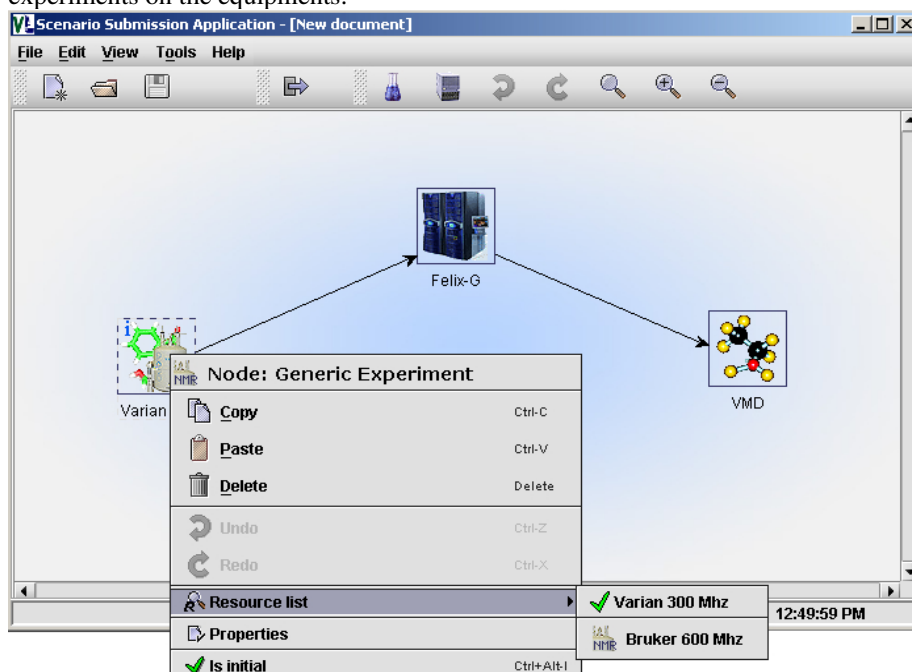 experiments on the equipments.
Scenario Submission Application - [New document]
File Edit View Tools Help
Felix-G
Varian
VMD
NMR Node: Generic Experiment
Copy Ctrl-C
Paste Ctrl-V
Delete Delete
Undo Ctrl-Z
Redo Ctrl-X
Resource list
Varian 300 Mhz
12:49:59 PM
Properties
NMR Bruker 600 Mhz
Is initial Ctrl+Alt-I